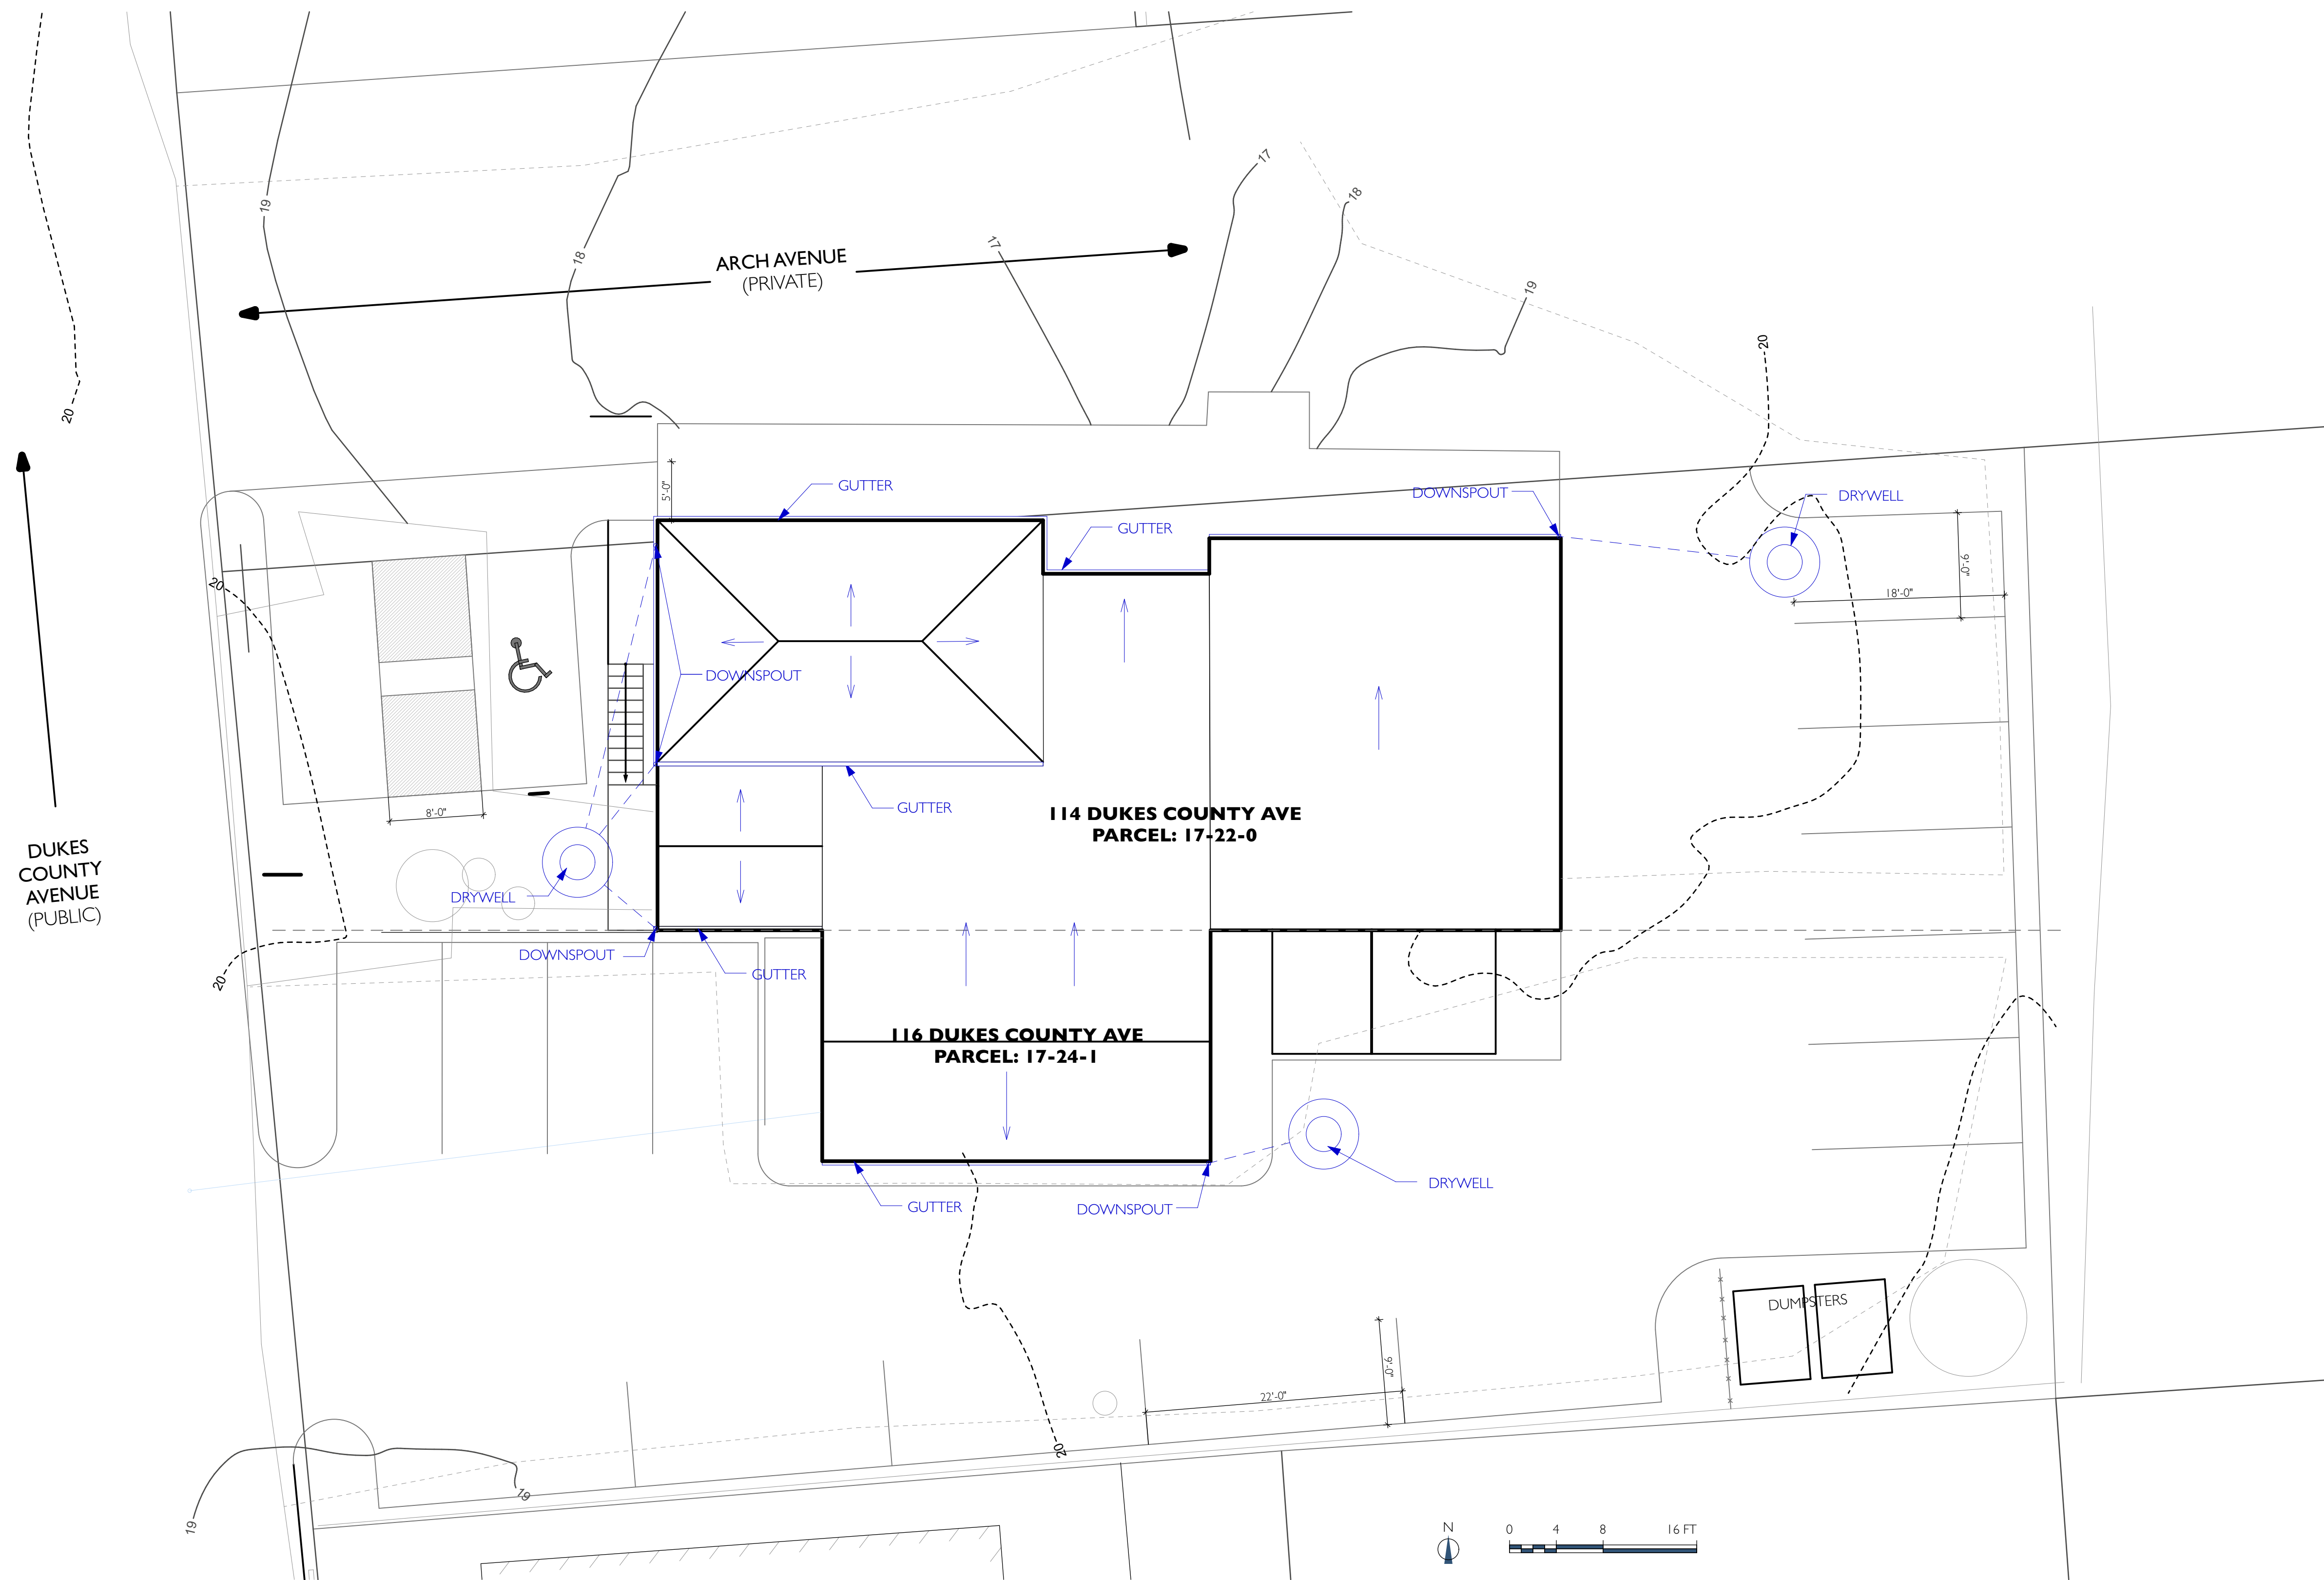 17
18
19
18
17
ARCH AVENUE
(PRIVATE)
19
20
20
5'-0"
GUTTER
DOWNSPOUT
DRYWELL
GUTTER
9'-0"
18'-0"
20
DOWNSPOUT
8'-0"
GUTTER
114 DUKES COUNTY AVE
PARCEL: 17-22-0
DUKES
COUNTY
AVENUE
(PUBLIC)
DRYWELL
DOWNSPOUT
GUTTER
20
116 DUKES COUNTY AVE
PARCEL: 17-24-1
DRYWELL
GUTTER
DOWNSPOUT
DUMPSTERS
9'-0"
22'-0"
20
19
19
N
0 4 8 16 FT